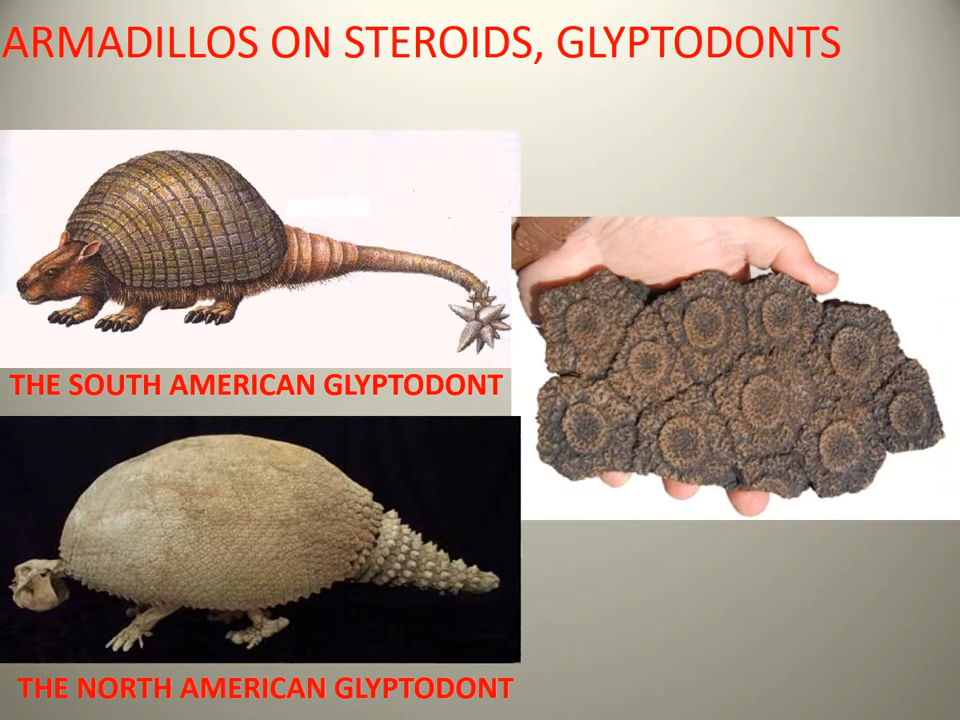 ARMADILLOS ON STEROIDS, GLYPTODONTS
THE SOUTH AMERICAN GLYPTODONT
THE NORTH AMERICAN GLYPTODONT